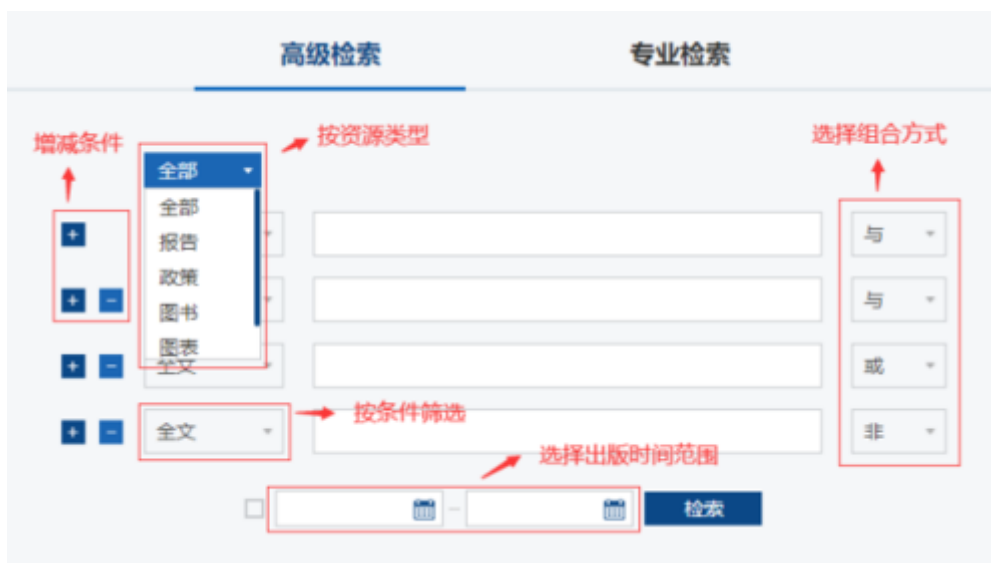 高级检索 专业检索
增减条件 按资源类型 选择组合方式
全部
全部
+ 报告 与
政策
+ - 图书 与
图表
+ - 全文 或
+ - 全文 按条件筛选 非
选择出版时间范围
- 检索